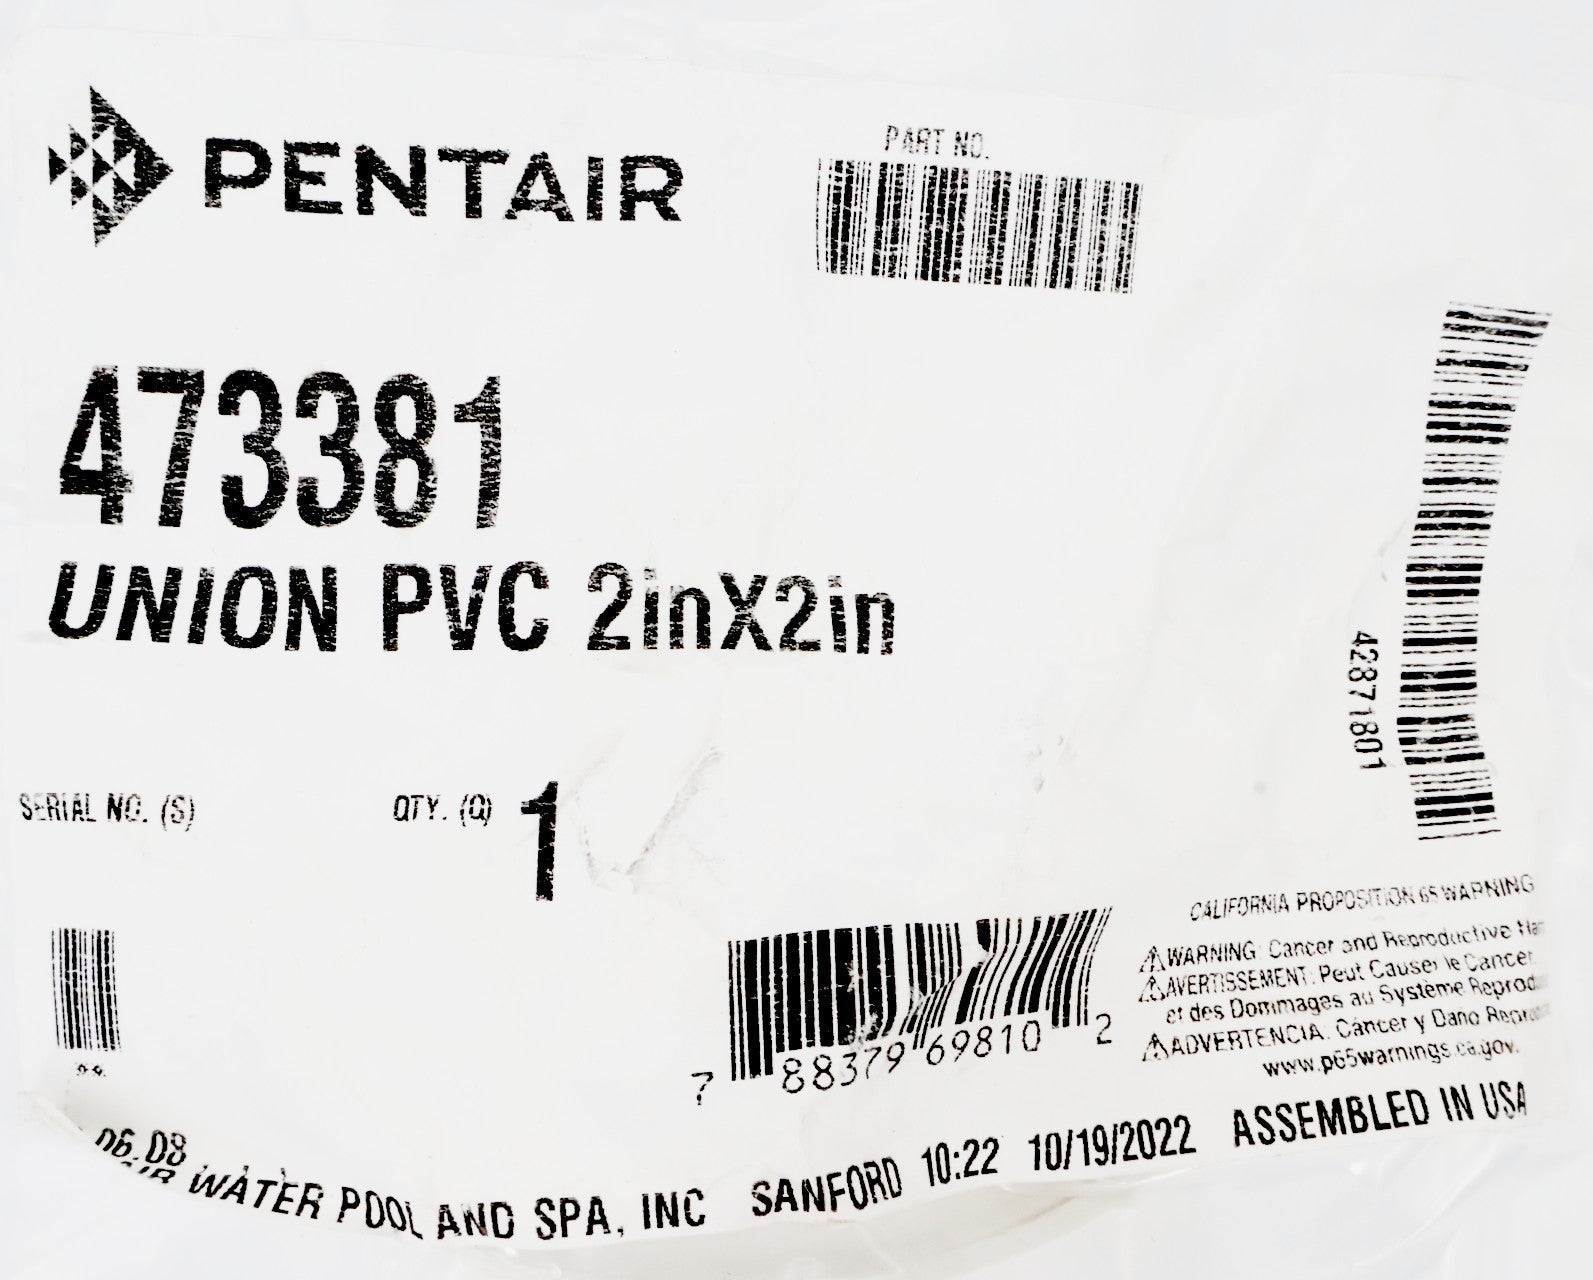 PENTAIR
PART NO.
473381
UNION PVC 2inX2in
42871801
SERIAL NO. (S)
QTY. (Q) 1
7 88379 69810 2
CALIFORNIA PROPOSITION 65 WARNING
WARNING: Cancer and Reproductive
AVERTISSEMENT: Peut Causer le Cancer
et des Dommages au Système
ADVERTENCIA: Cáncer y Dano
www.p65warnings.ca.gov.
06.08
WATER POOL AND SPA, INC SANFORD 10:22 10/19/2022 ASSEMBLED IN USA